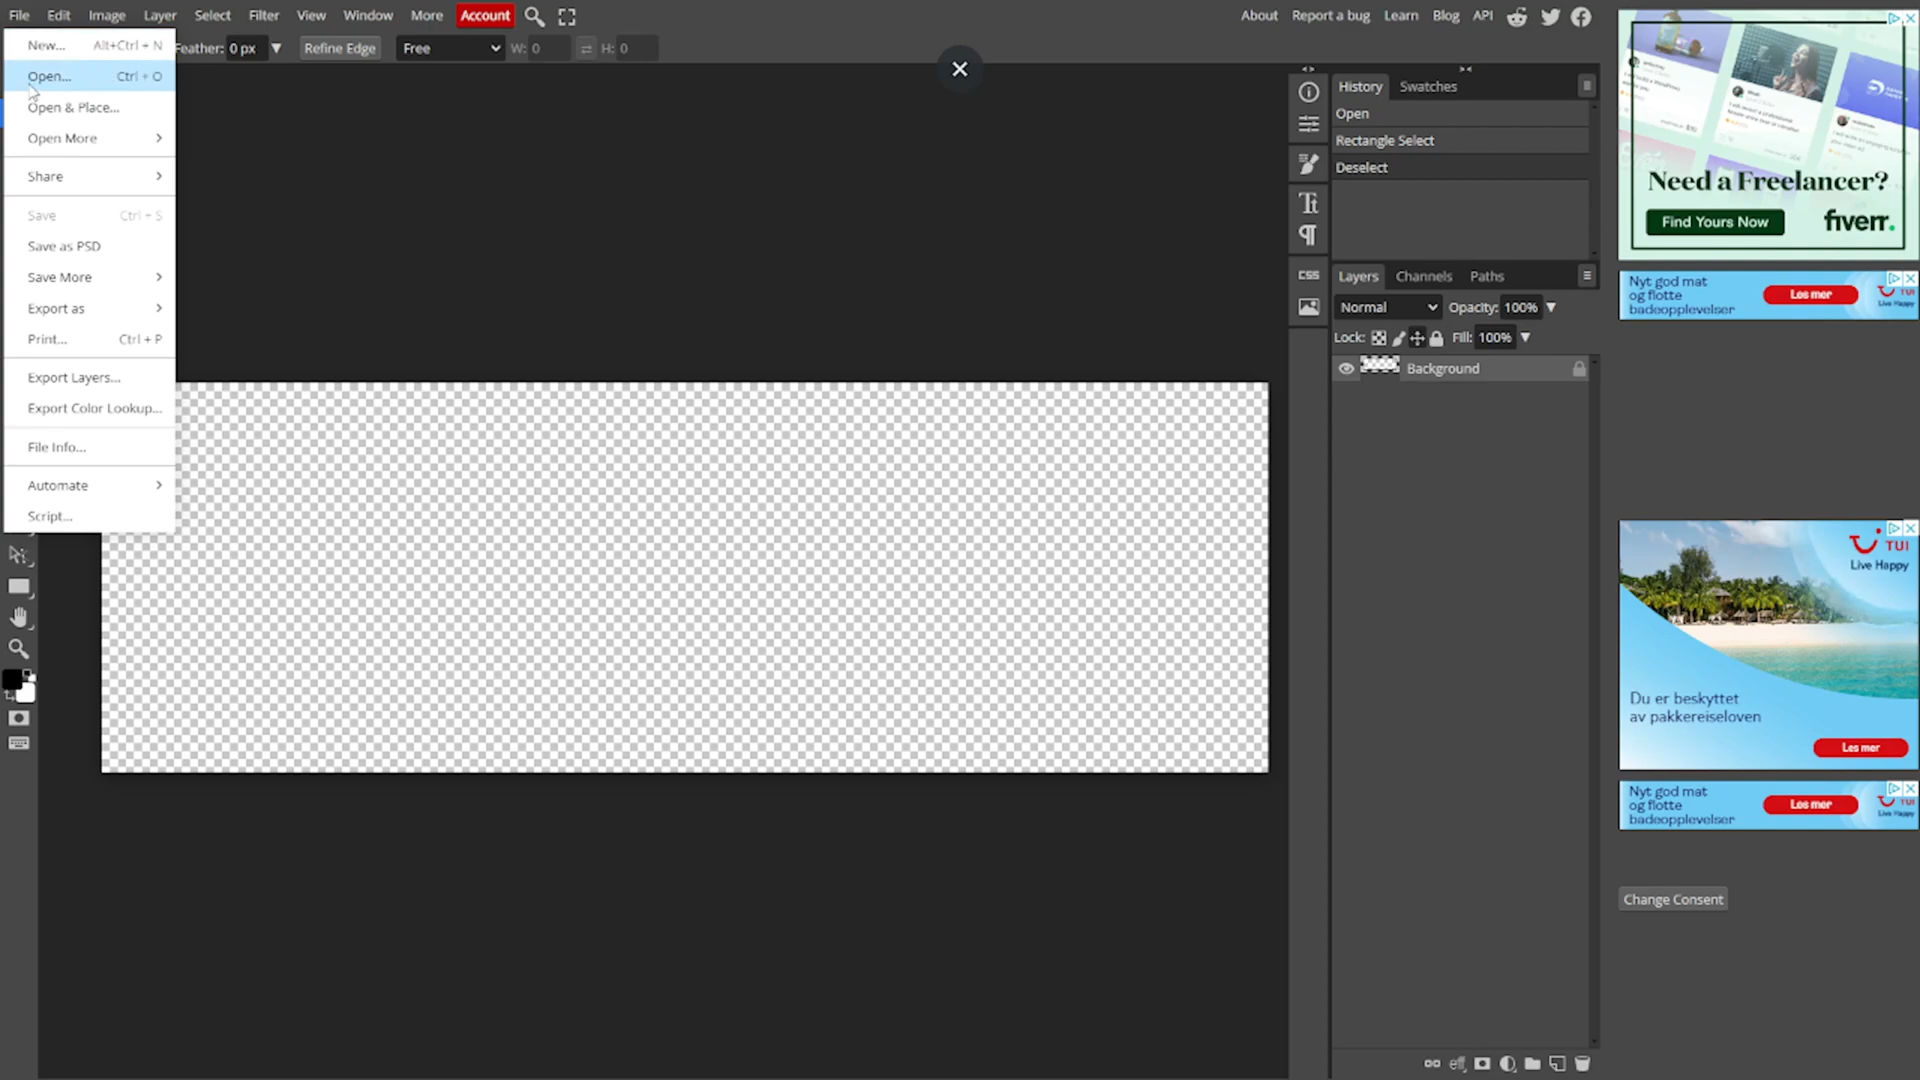 File Edit Image Layer Select Filter View Window More Account
About Report a bug Learn Blog API
New... Alt+Ctrl + N
Open... Ctrl + O
Open & Place...
Open More
Share
Save Ctrl + S
Save as PSD
Save More
Export as
Print... Ctrl + P
Export Layers...
Export Color Lookup...
File Info...
Automate
Script...
Feather: 0 px Refine Edge Free W: 0 H: 0
CSS
History Swatches
Open
Rectangle Select
Deselect
Layers Channels Paths
Normal Opacity: 100%
Lock: Fill: 100%
Background
eff
Need a Freelancer?
Find Yours Now fiverr.
Nyt god mat
og flotte
badeopplevelser
Les mer
TUI
TUI
Live Happy
Du er beskyttet
av pakkereiseloven
Les mer
Nyt god mat
og flotte
badeopplevelser
Les mer
TUI
Change Consent